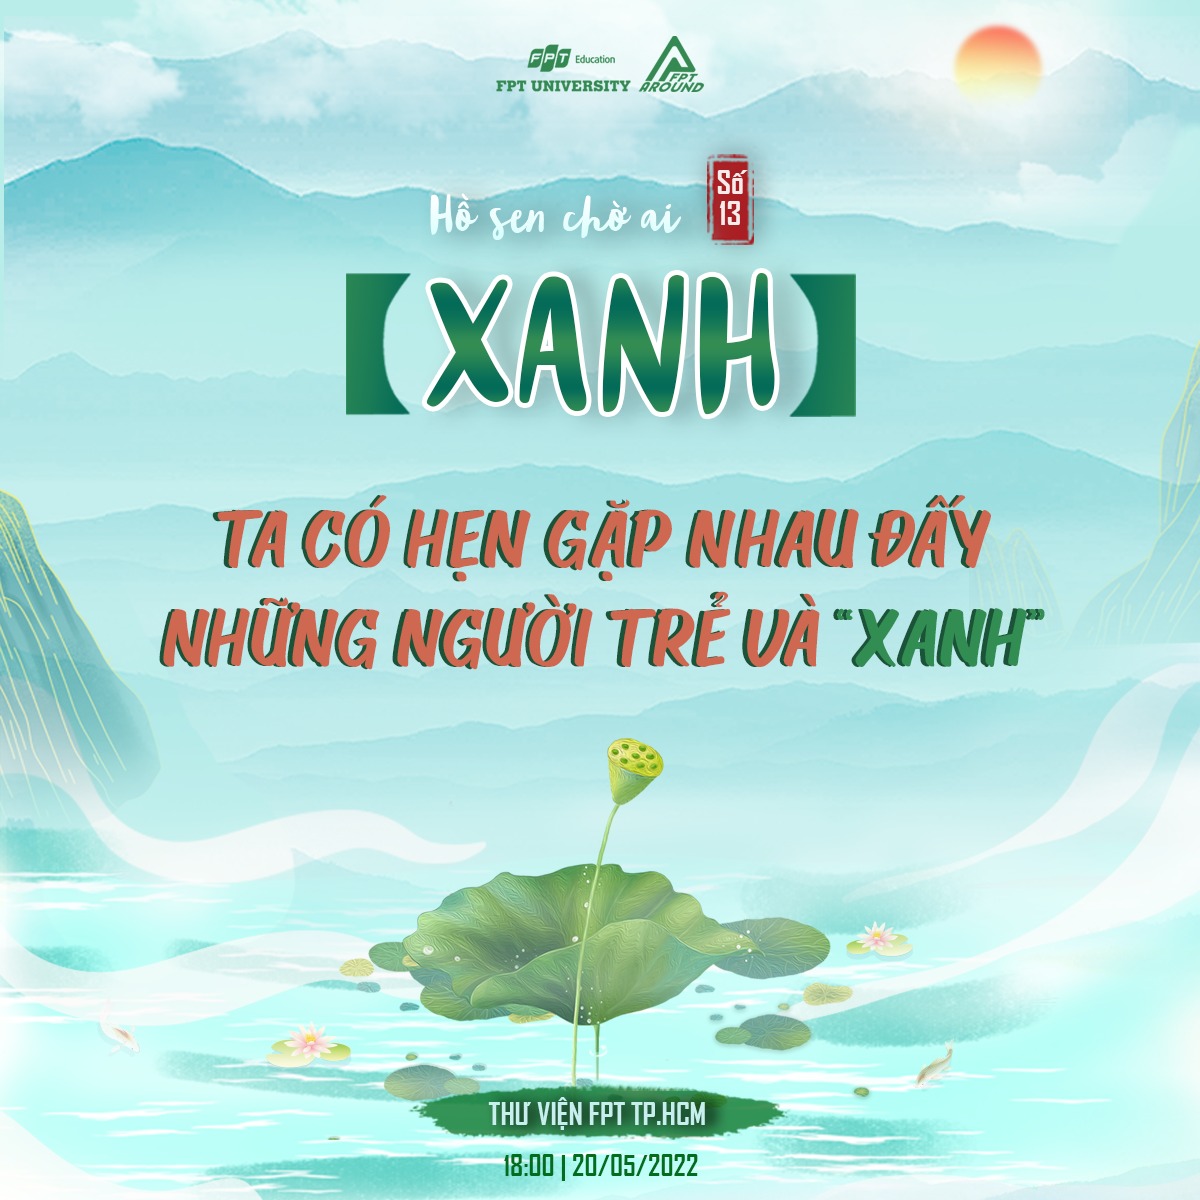 FPT Education
FPT UNIVERSITY
FPT AROUND
Hồ sen chờ ai
Số 13
【XANH】
TA CÓ HẸN GẶP NHAU ĐẤY
NHỮNG NGƯỜI TRẺ VÀ “XANH”
THƯ VIỆN FPT TP.HCM
18:00 | 20/05/2022